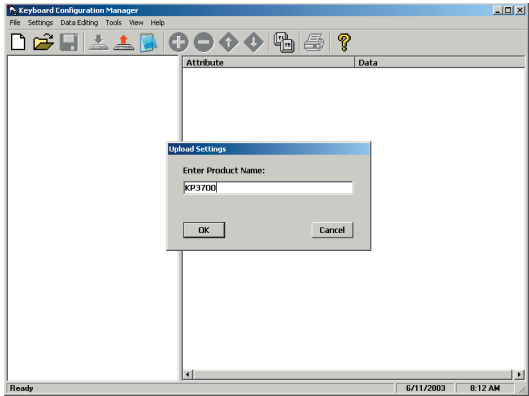 Keyboard Configuration Manager
File Settings Data Editing Tools View Help
Attribute Data
Upload Settings
Enter Product Name:
KP3700
OK Cancel
Ready 6/11/2003 8:12 AM